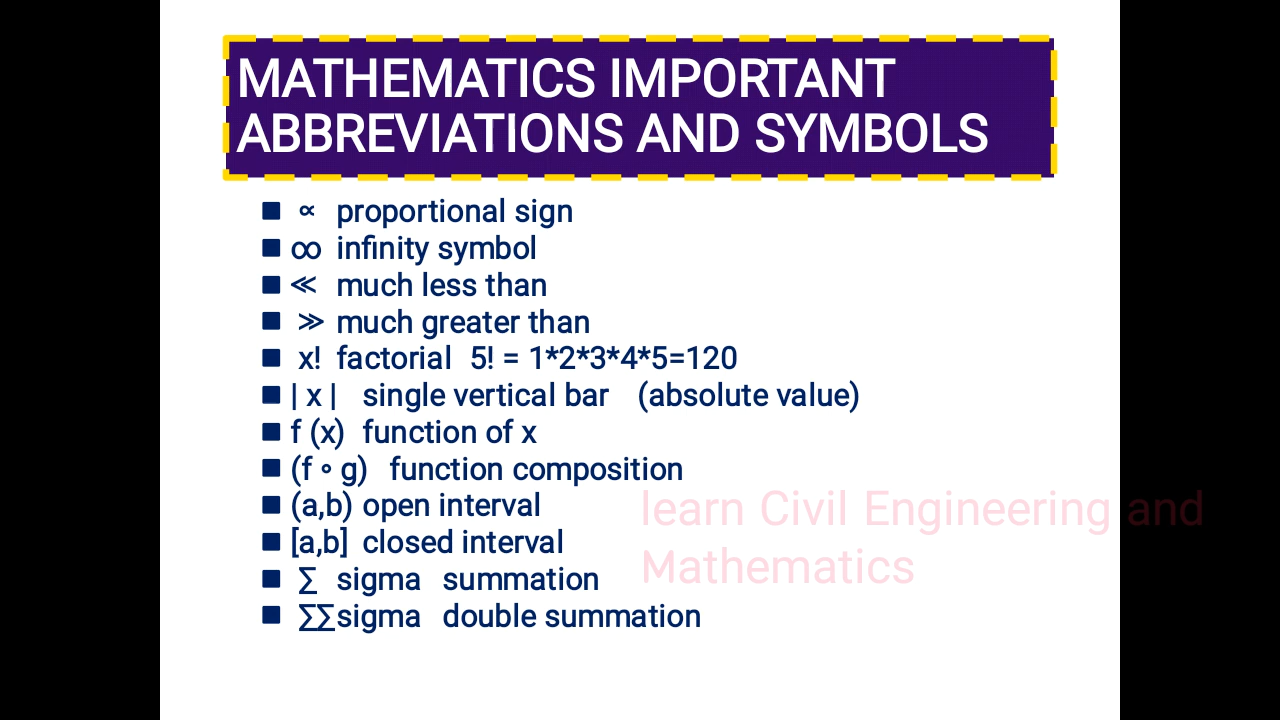 MATHEMATICS IMPORTANT
ABBREVIATIONS AND SYMBOLS
■ ∝ proportional sign
■ ∞ infinity symbol
■ ≪ much less than
■ ≫ much greater than
■ x! factorial 5! = 1*2*3*4*5=120
■ | x | single vertical bar (absolute value)
■ f (x) function of x
■ (f ∘ g) function composition
■ (a,b) open interval
■ [a,b] closed interval
■ ∑ sigma summation
■ ∑∑sigma double summation
learn Civil Engineering and
Mathematics